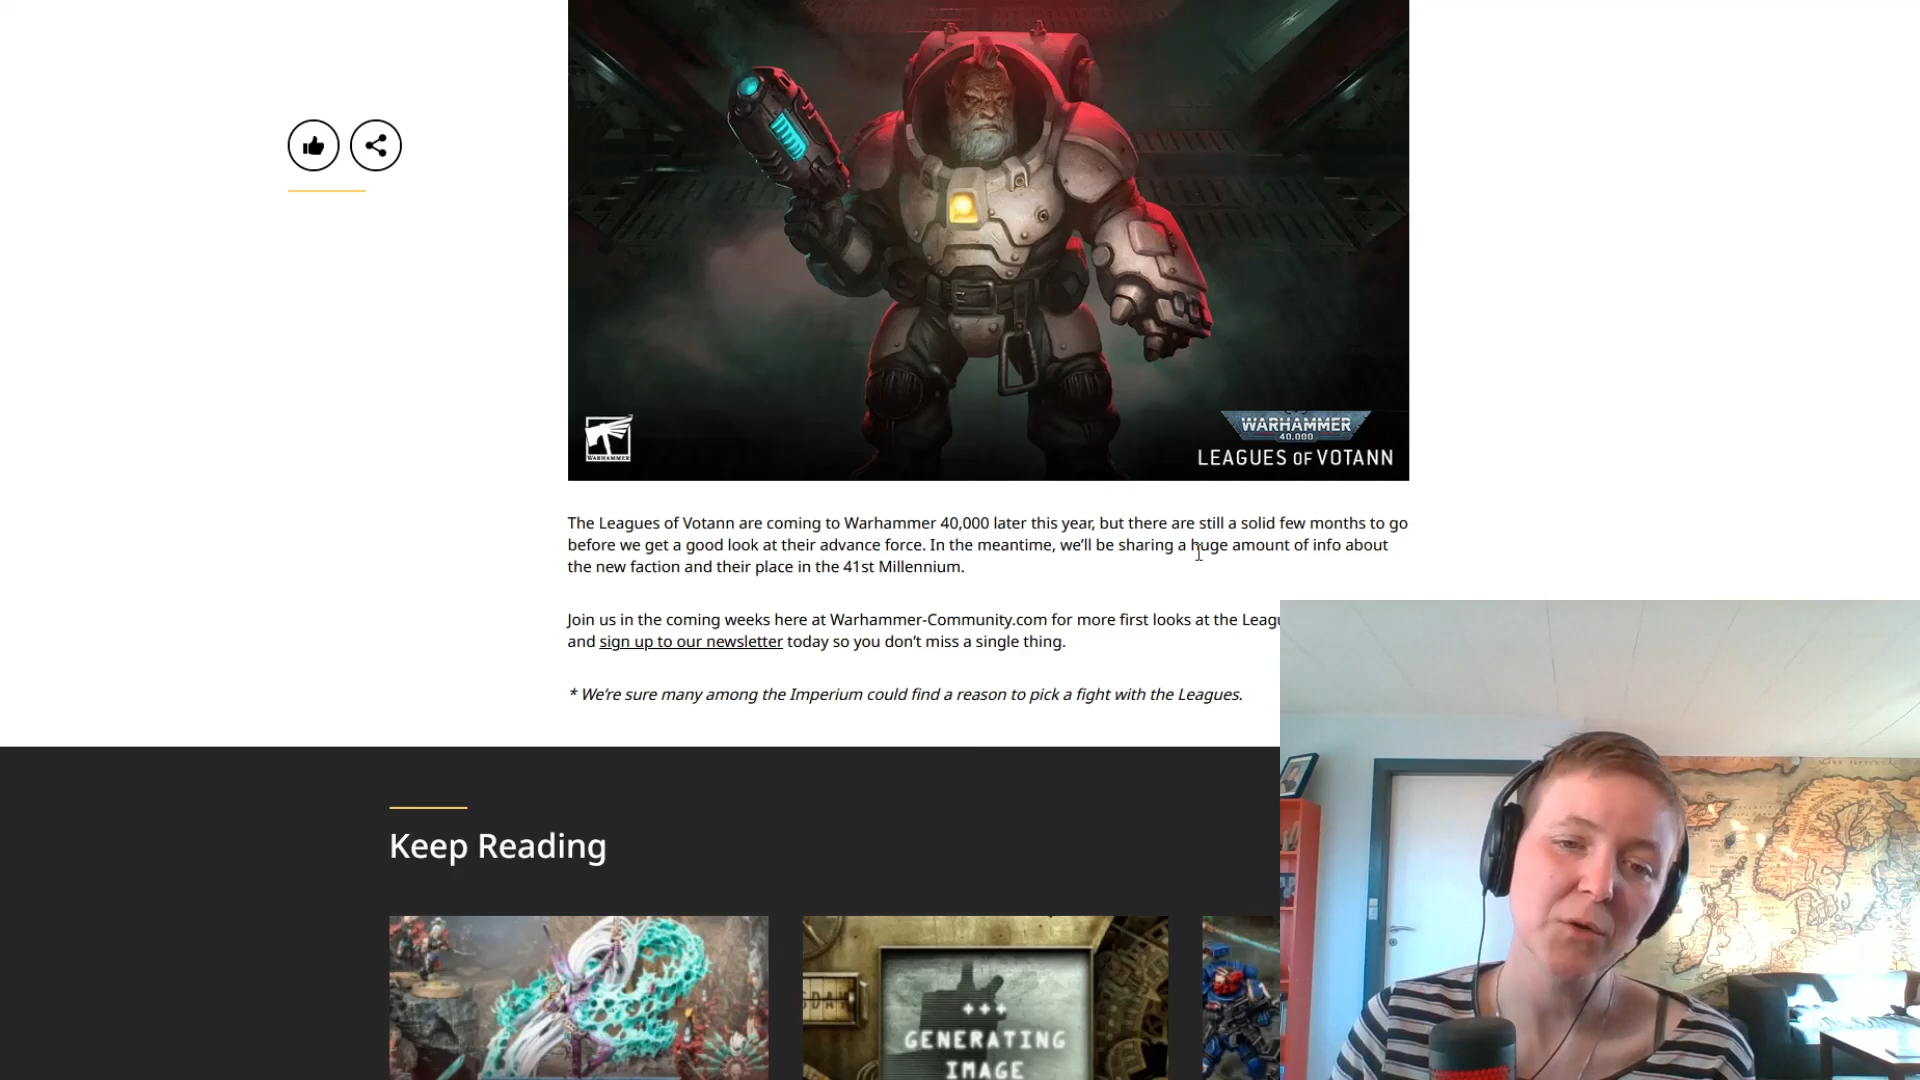 WARHAMMER
WARHAMMER
40,000
LEAGUES OF VOTANN
The Leagues of Votann are coming to Warhammer 40,000 later this year, but there are still a solid few months to go
before we get a good look at their advance force. In the meantime, we'll be sharing a huge amount of info about
the new faction and their place in the 41st Millennium.
Join us in the coming weeks here at Warhammer-Community.com for more first looks at the Leagu
and sign up to our newsletter today so you don't miss a single thing.
* We're sure many among the Imperium could find a reason to pick a fight with the Leagues.
Keep Reading
+++
GENERATING
IMAGE